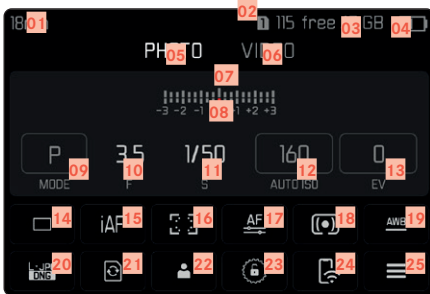 18 01
02 1 115 free 03 GB 04
PHOTO 05 VIDEO 06
07
08
-3 -2 -1 1 +2 +3
P 3.5 1/50 160 0
09 10 11 12 13
MODE F S AUTO ISO EV
14 iAF 15 16 AF 17 18 AWB 19
DNG 20 21 22 23 24 25